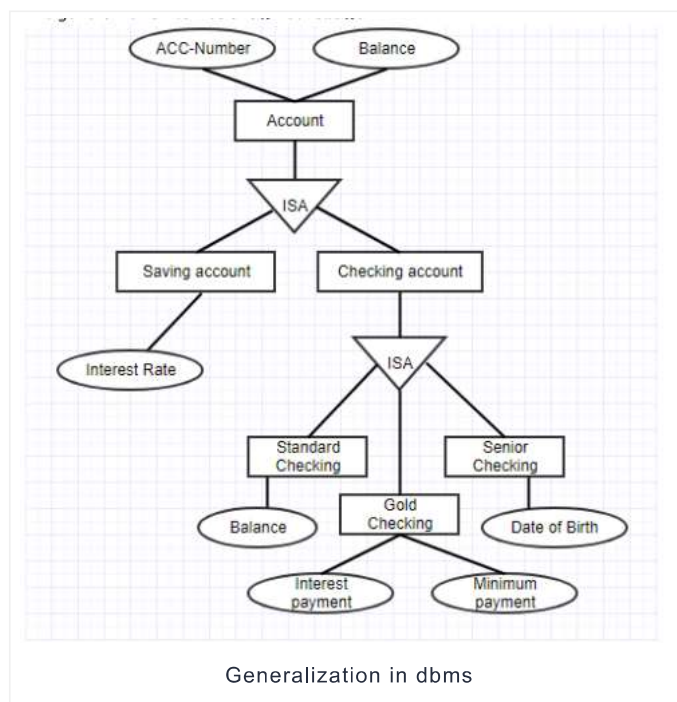 ACC-Number
Balance
Account
ISA
Saving account
Checking account
Interest Rate
ISA
Standard
Checking
Senior
Checking
Gold
Checking
Balance
Date of Birth
Interest
payment
Minimum
payment
Generalization in dbms